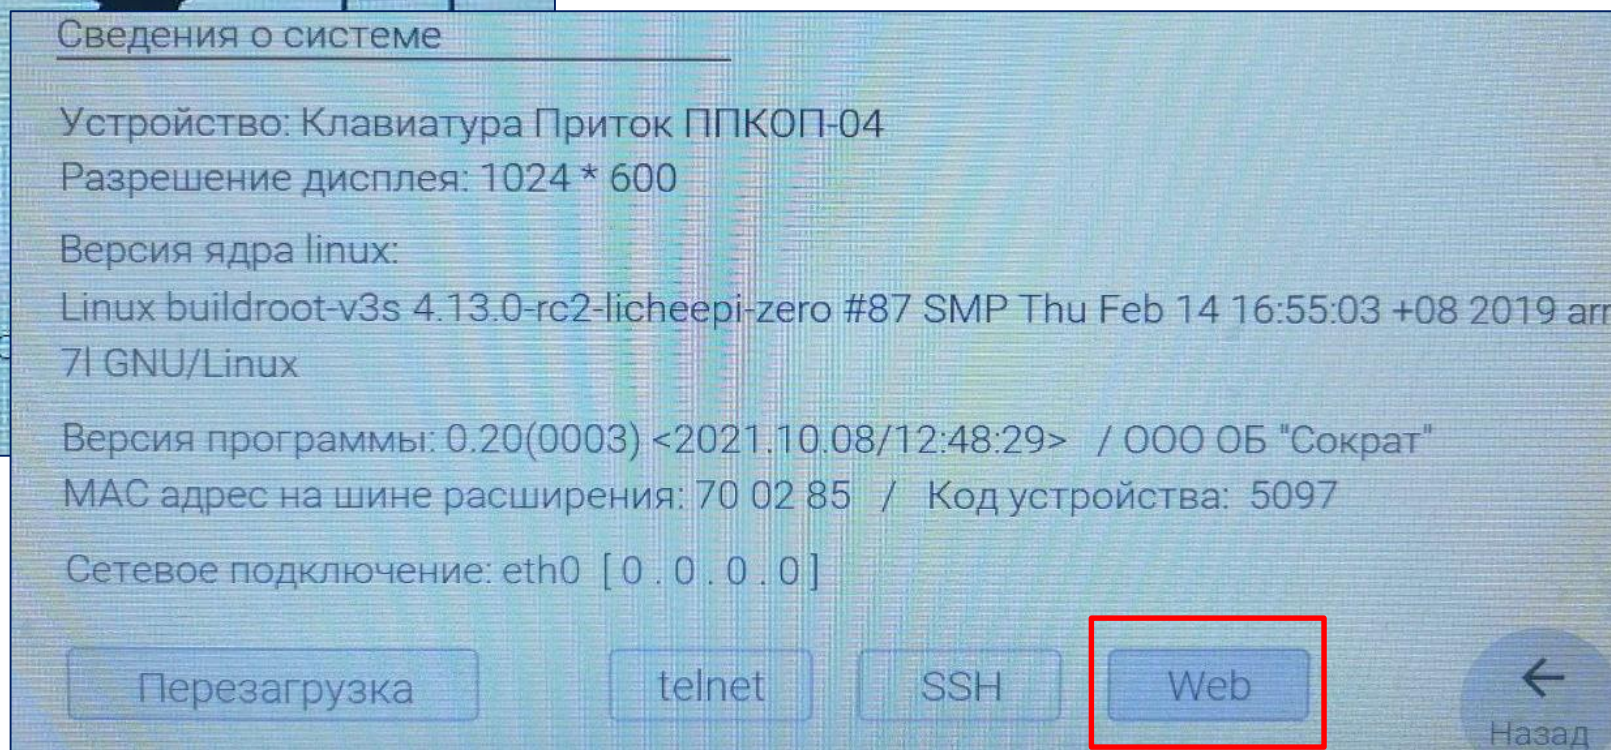 Сведения о системе
Устройство: Клавиатура Приток ППКОП-04
Разрешение дисплея: 1024 * 600
Версия ядра linux:
Linux buildroot-v3s 4.13.0-rc2-licheepi-zero #87 SMP Thu Feb 14 16:55:03 +08 2019 arm
7l GNU/Linux
Версия программы: 0.20(0003) <2021.10.08/12:48:29> / ООО ОБ "Сократ"
МАС адрес на шине расширения: 70 02 85 / Код устройства: 5097
Сетевое подключение: eth0 [ 0 . 0 . 0 . 0 ]
Перезагрузка telnet SSH Web
Назад